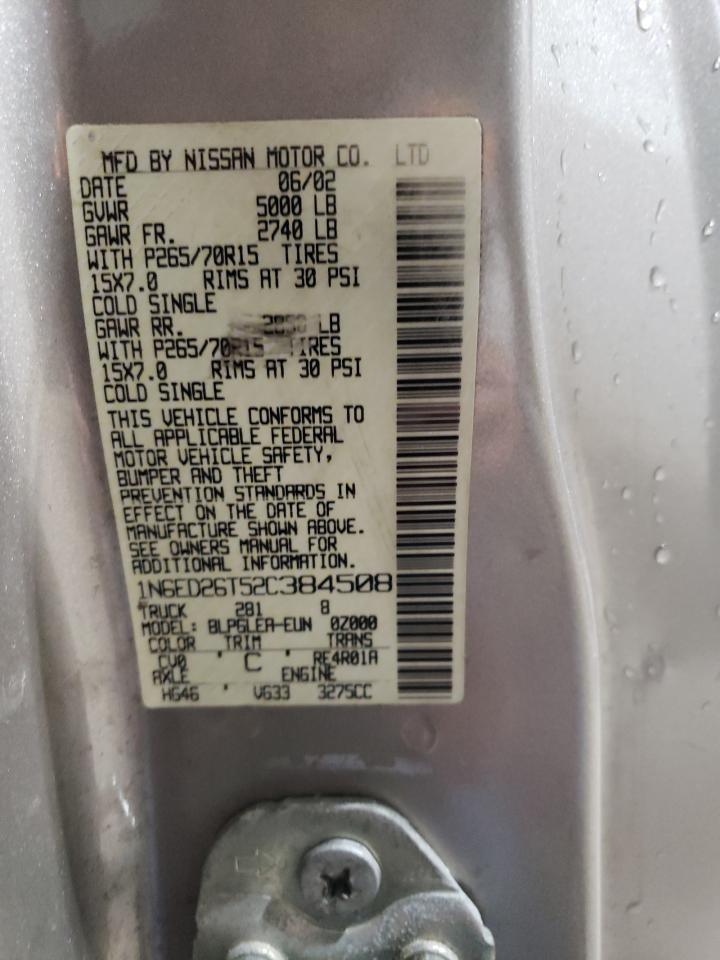 MFD BY NISSAN MOTOR CO. LTD
DATE 06/02
GVWR 5000 LB
GAWR FR. 2740 LB
WITH P265/70R15 TIRES
15X7.0 RIMS AT 30 PSI
COLD SINGLE
GAWR RR. LB
WITH P265/70R15 TIRES
15X7.0 RIMS AT 30 PSI
COLD SINGLE
THIS VEHICLE CONFORMS TO
ALL APPLICABLE FEDERAL
MOTOR VEHICLE SAFETY,
BUMPER AND THEFT
PREVENTION STANDARDS IN
EFFECT ON THE DATE OF
MANUFACTURE SHOWN ABOVE.
SEE OWNERS MANUAL FOR
ADDITIONAL INFORMATION.
1N6ED26T52C384508
TRUCK 281 8
MODEL: BLPGLEA-EUN 0Z000
COLOR TRIM TRANS
CV0 ' C ' RE4R01A
AXLE ENGINE
HG46 ' VG33 3275CC